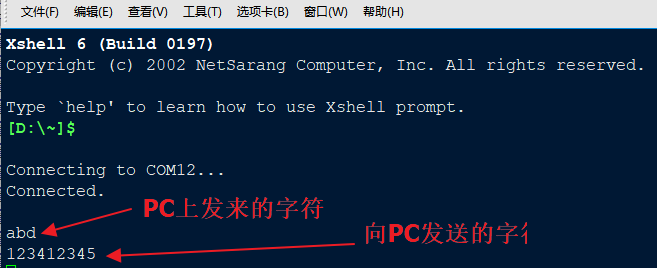 文件(F) 编辑(E) 查看(V) 工具(T) 选项卡(B) 窗口(W) 帮助(H)
Xshell 6 (Build 0197)
Copyright (c) 2002 NetSarang Computer, Inc. All rights reserved.
Type `help' to learn how to use Xshell prompt.
[D:\~]$
Connecting to COM12...
Connected.
PC上发来的字符
abd
向PC发送的字符
123412345